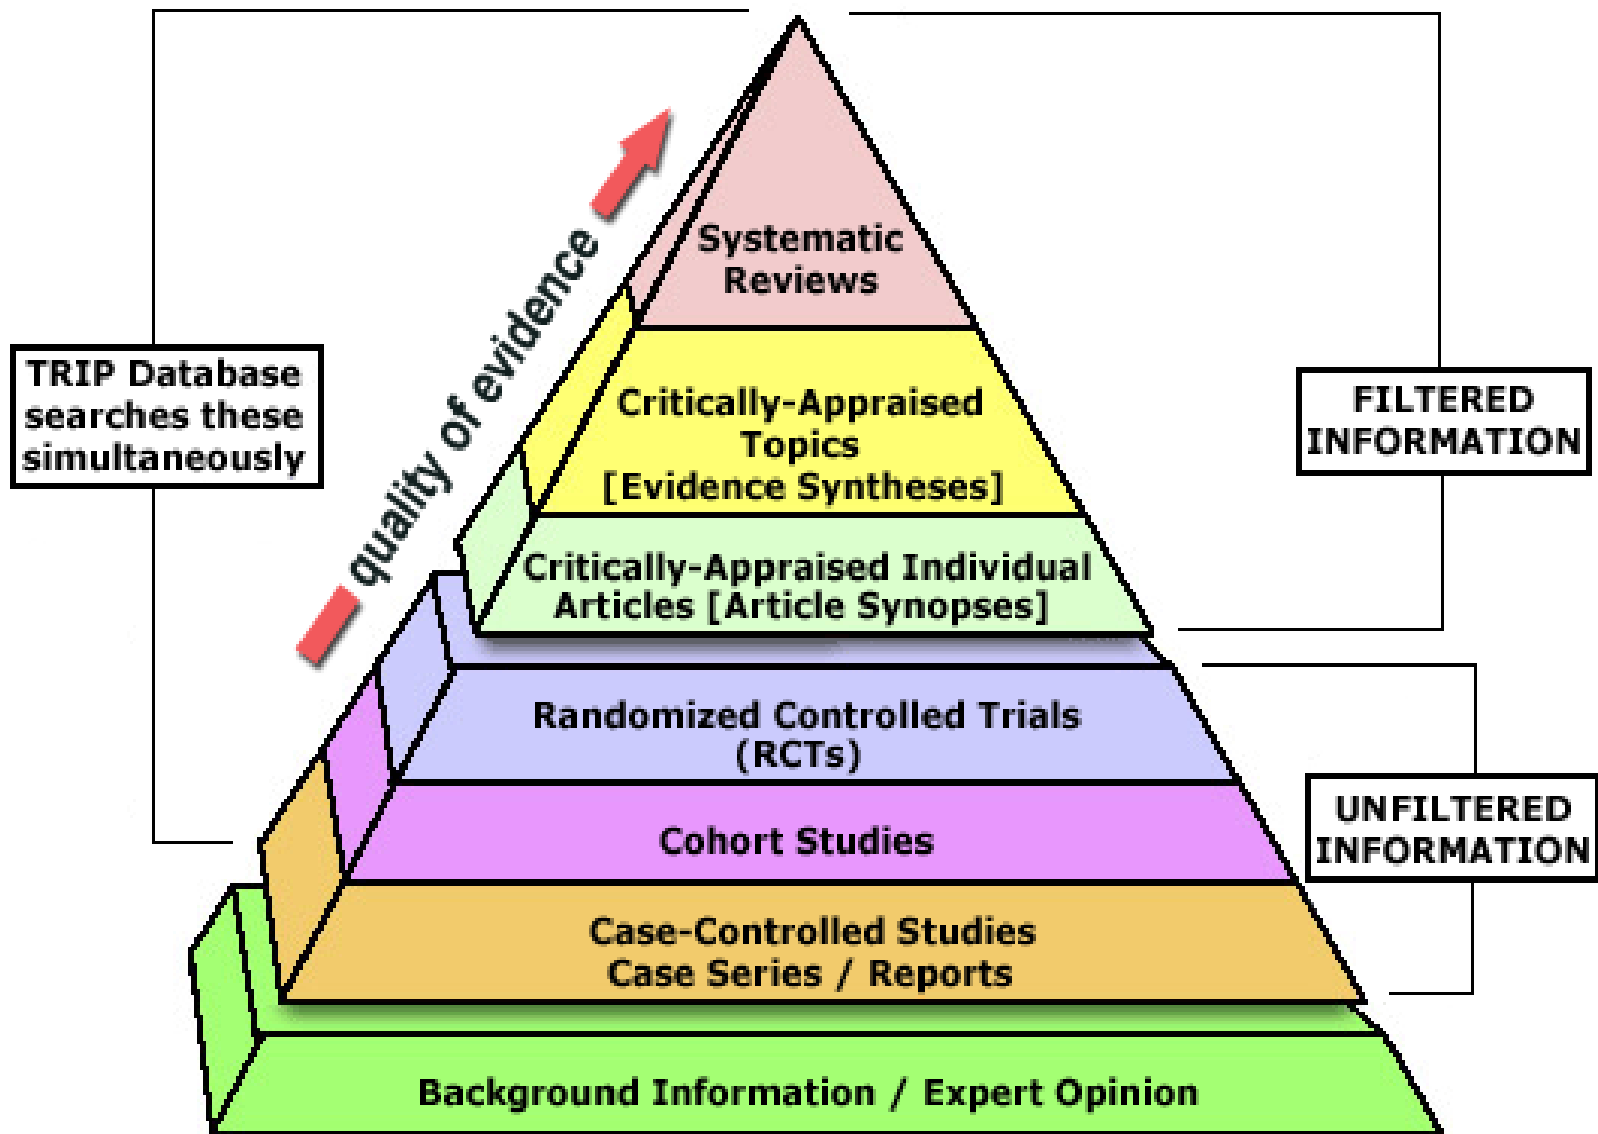 Systematic
Reviews
quality of evidence
TRIP Database
searches these
simultaneously
FILTERED
INFORMATION
Critically-Appraised
Topics
[Evidence Syntheses]
Critically-Appraised Individual
Articles [Article Synopses]
Randomized Controlled Trials
(RCTs)
UNFILTERED
INFORMATION
Cohort Studies
Case-Controlled Studies
Case Series / Reports
Background Information / Expert Opinion